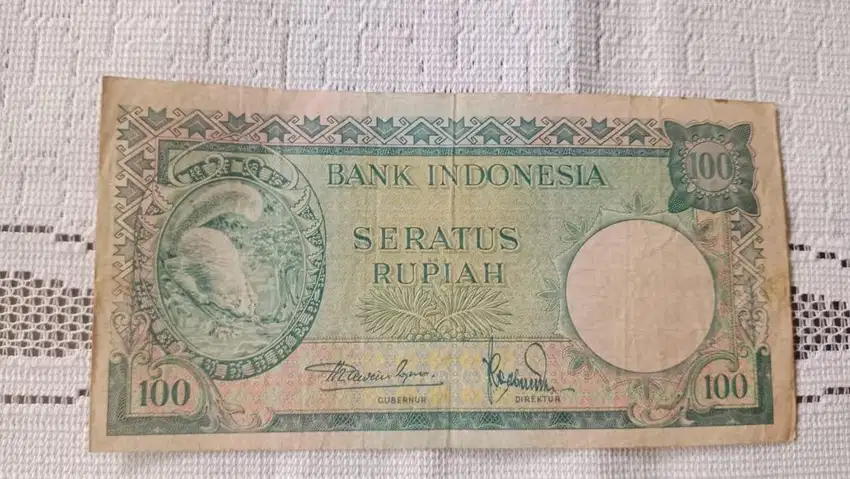 BANK INDONESIA
100
SERATUS
RUPIAH
100
GUBERNUR
DIREKTUR
100